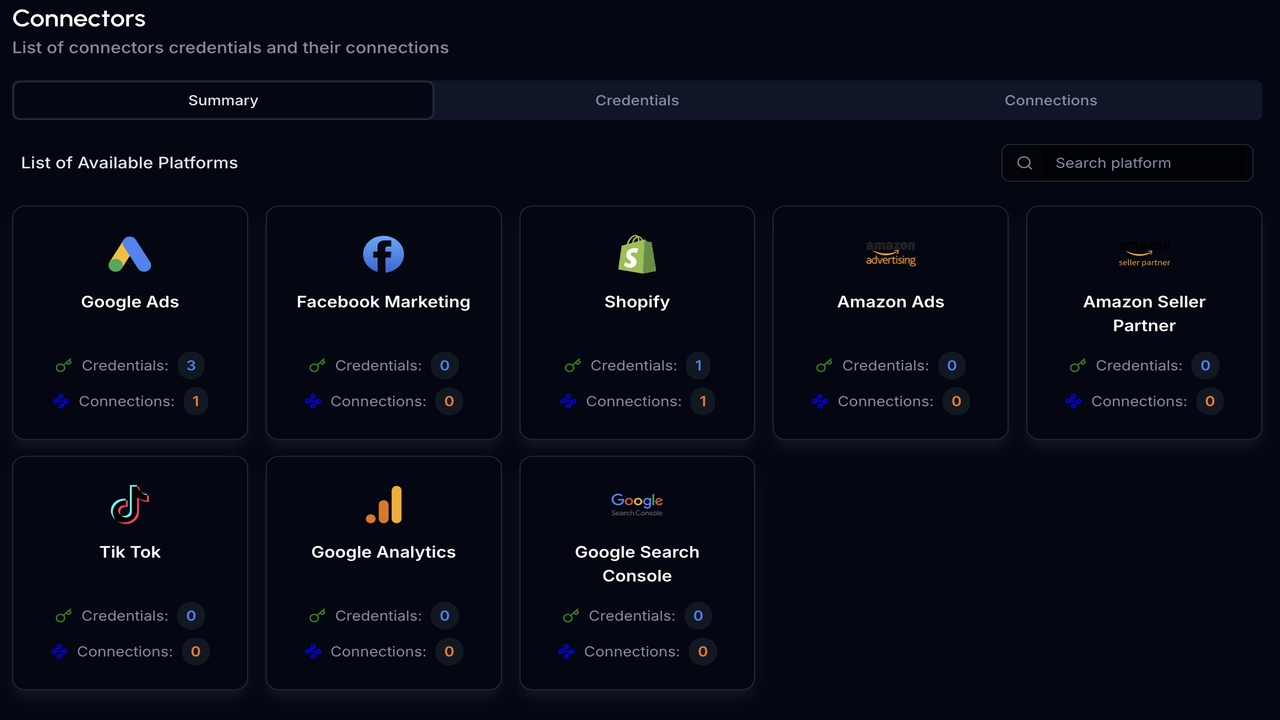 Connectors
List of connectors credentials and their connections
Summary
Credentials
Connections
List of Available Platforms
Search platform
Google Ads
Credentials: 3
Connections: 1
Facebook Marketing
Credentials: 0
Connections: 0
Shopify
Credentials: 1
Connections: 1
amazon
advertising
Amazon Ads
Credentials: 0
Connections: 0
amazon
seller partner
Amazon Seller
Partner
Credentials: 0
Connections: 0
Tik Tok
Credentials: 0
Connections: 0
Google Analytics
Credentials: 0
Connections: 0
Google
Search Console
Google Search
Console
Credentials: 0
Connections: 0